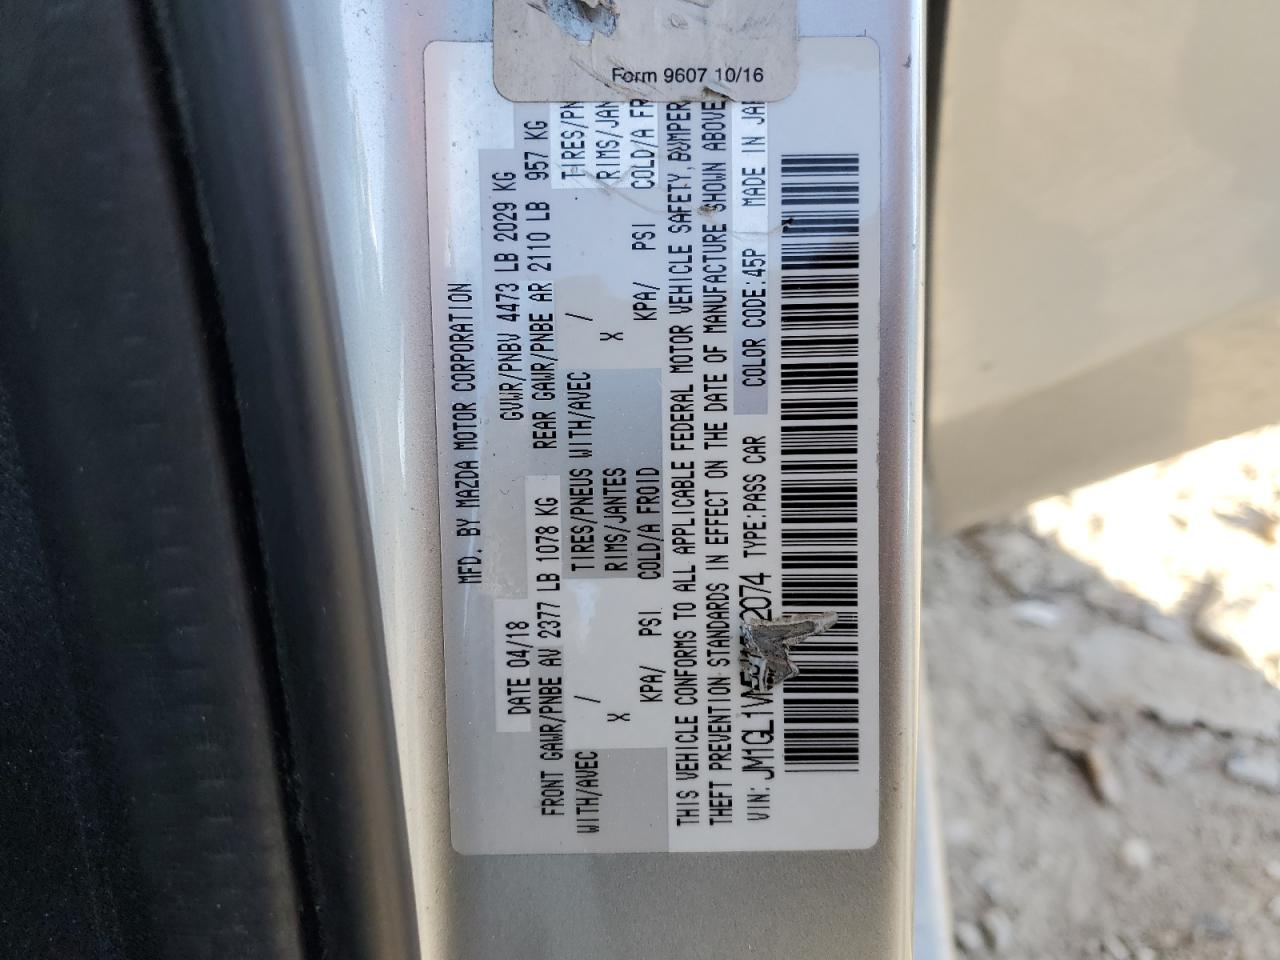 Form 9607 10/16
MFD. BY MAZDA MOTOR CORPORATION
DATE 04/18
GVWR/PNBV 4473 LB 2029 KG
FRONT GAWR/PNBE AV 2377 LB 1078 KG
REAR GAWR/PNBE AR 2110 LB 957 KG
WITH/AVEC / TIRES/PNEUS WITH/AVEC / TIRES/PN
X RIMS/JANTES X RIMS/JAN
KPA/ PSI COLD/A FROID KPA/ PSI COLD/A FR
THIS VEHICLE CONFORMS TO ALL APPLICABLE FEDERAL MOTOR VEHICLE SAFETY, BUMPER
THEFT PREVENTION STANDARDS IN EFFECT ON THE DATE OF MANUFACTURE SHOWN ABOVE
VIN: TYPE:PASS CAR COLOR CODE:45P MADE IN JAP